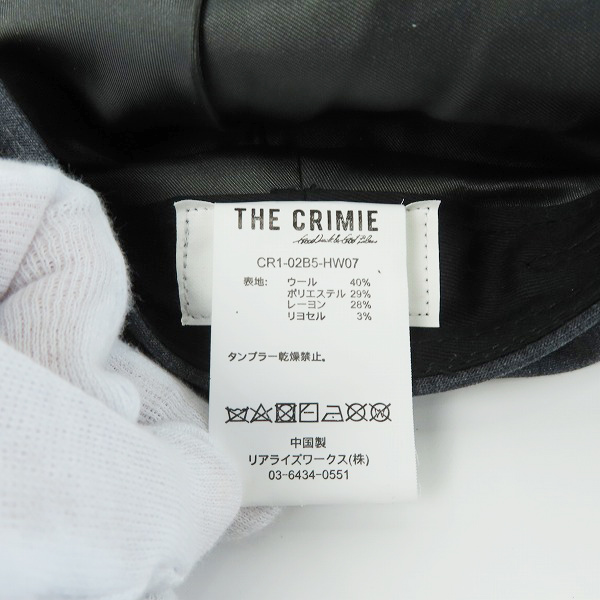 THE CRIMIE
CR1-02B5-HW07
表地: ウール 40%
ポリエステル 29%
レーヨン 28%
リヨセル 3%
タンブラー乾燥禁止。
中国製
リアライズワークス(株)
03-6434-0551